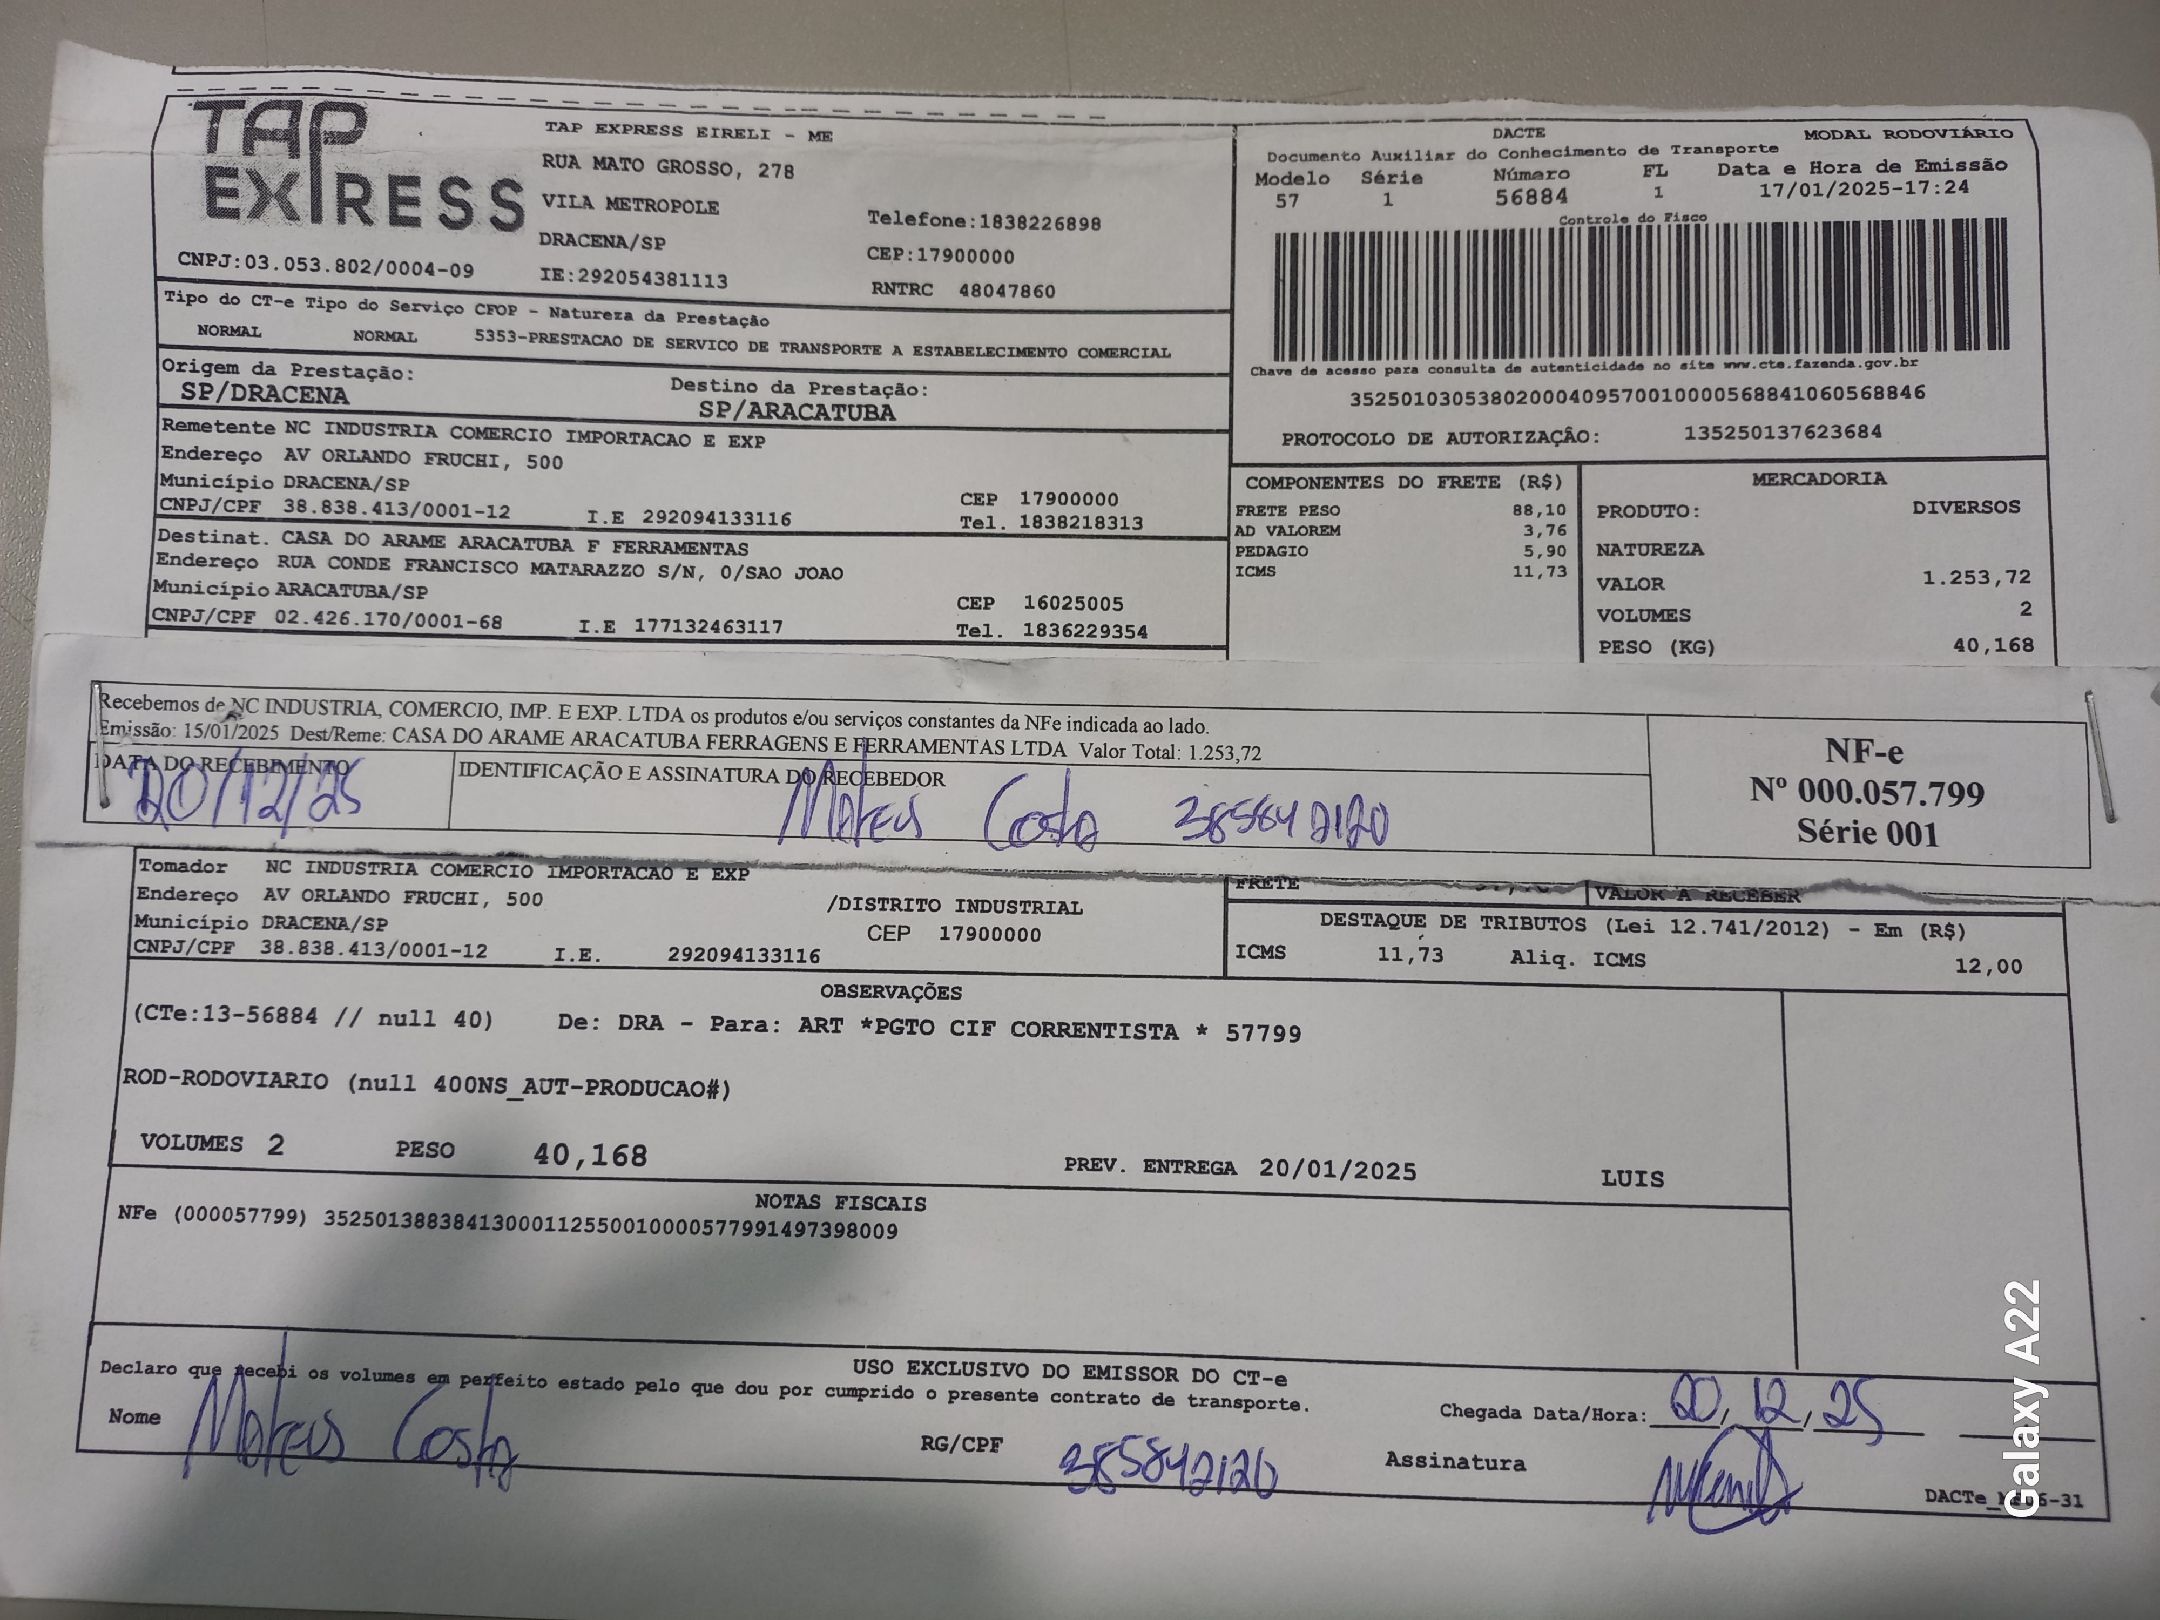 TAP
EXPRESS
CNPJ:03.053.802/0004-09
TAP EXPRESS EIRELI - ME
RUA MATO GROSSO, 278
VILA METROPOLE
DRACENA/SP
IE:292054381113
Telefone:1838226898
CEP:17900000
RNTRC 48047860
DACTE
MODAL RODOVIÁRIO
Documento Auxiliar do Conhecimento de Transporte
Modelo Série Número FL Data e Hora de Emissão
57 1 56884 1 17/01/2025-17:24
Controle do Fisco
Chave de acesso para consulta de autenticidade no site www.cte.fazenda.gov.br
35250103053802000409570010000568841060568846
PROTOCOLO DE AUTORIZAÇÃO: 135250137623684
Tipo do CT-e Tipo do Serviço CFOP - Natureza da Prestação
NORMAL NORMAL 5353-PRESTACAO DE SERVICO DE TRANSPORTE A ESTABELECIMENTO COMERCIAL
Origem da Prestação: Destino da Prestação:
SP/DRACENA SP/ARACATUBA
Remetente NC INDUSTRIA COMERCIO IMPORTACAO E EXP
Endereço AV ORLANDO FRUCHI, 500
Município DRACENA/SP CEP 17900000
CNPJ/CPF 38.838.413/0001-12 I.E 292094133116 Tel. 1838218313
Destinat. CASA DO ARAME ARACATUBA F FERRAMENTAS
Endereço RUA CONDE FRANCISCO MATARAZZO S/N, 0/SAO JOAO
Município ARACATUBA/SP CEP 16025005
CNPJ/CPF 02.426.170/0001-68 I.E 177132463117 Tel. 1836229354
COMPONENTES DO FRETE (R$)
FRETE PESO 88,10
AD VALOREM 3,76
PEDAGIO 5,90
ICMS 11,73
MERCADORIA
PRODUTO: DIVERSOS
NATUREZA
VALOR 1.253,72
VOLUMES 2
PESO (KG) 40,168
Recebemos de NC INDUSTRIA, COMERCIO, IMP. E EXP. LTDA os produtos e/ou serviços constantes da NFe indicada ao lado.
Emissão: 15/01/2025 Dest/Reme: CASA DO ARAME ARACATUBA FERRAGENS E FERRAMENTAS LTDA Valor Total: 1.253,72
DATA DO RECEBIMENTO IDENTIFICAÇÃO E ASSINATURA DO RECEBEDOR
20/12/25 Mateus Costa 385842120
NF-e
Nº 000.057.799
Série 001
Tomador NC INDUSTRIA COMERCIO IMPORTACAO E EXP
Endereço AV ORLANDO FRUCHI, 500 /DISTRITO INDUSTRIAL
Município DRACENA/SP CEP 17900000
CNPJ/CPF 38.838.413/0001-12 I.E. 292094133116
FRETE VALOR A RECEBER
DESTAQUE DE TRIBUTOS (Lei 12.741/2012) - Em (R$)
ICMS 11,73 Aliq. ICMS 12,00
OBSERVAÇÕES
(CTe:13-56884 // null 40) De: DRA - Para: ART *PGTO CIF CORRENTISTA * 57799
ROD-RODOVIARIO (null 400NS_AUT-PRODUCAO#)
VOLUMES 2 PESO 40,168 PREV. ENTREGA 20/01/2025 LUIS
NOTAS FISCAIS
NFe (000057799) 35250138838413000112550010000577991497398009
USO EXCLUSIVO DO EMISSOR DO CT-e
Declaro que recebi os volumes em perfeito estado pelo que dou por cumprido o presente contrato de transporte.
Nome Mateus Costa RG/CPF 385842120
Chegada Data/Hora: 20, 12, 25
Assinatura
Galaxy A22